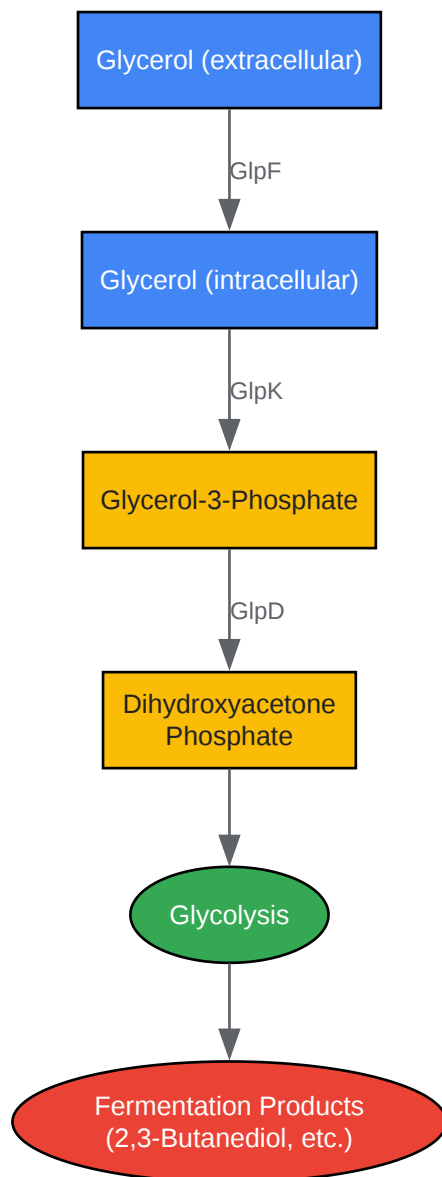 Glycerol (extracellular)
GlpF
Glycerol (intracellular)
GlpK
Glycerol-3-Phosphate
GlpD
Dihydroxyacetone
Phosphate
Glycolysis
Fermentation Products
(2,3-Butanediol, etc.)